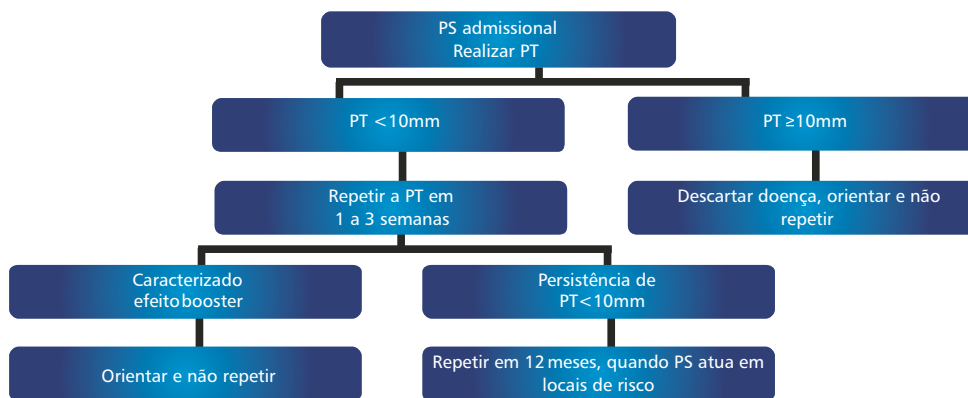 PS admissional
Realizar PT
PT <10mm
PT ≥10mm
Repetir a PT em
1 a 3 semanas
Descartar doença, orientar e não
repetir
Caracterizado
efeito booster
Persistência de
PT<10mm
Orientar e não repetir
Repetir em 12 meses, quando PS atua em
locais de risco